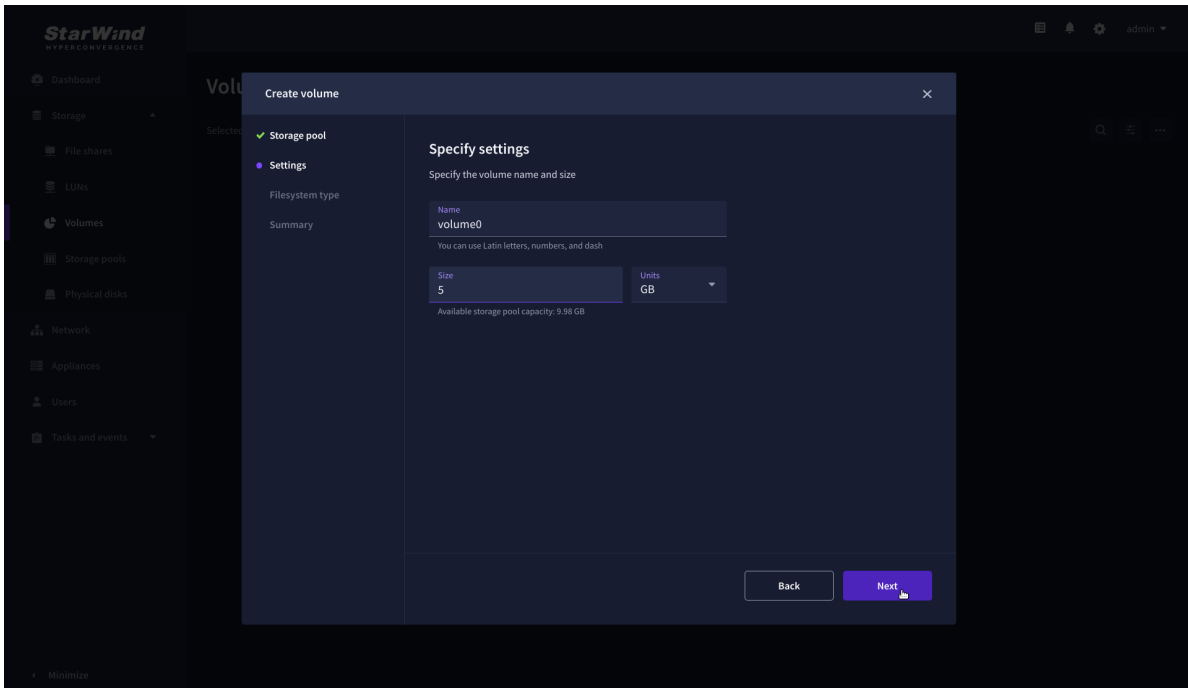 StarWind
HYPERCONVERGENCE
admin
Dashboard
Storage
File shares
LUNs
Volumes
Storage pools
Physical disks
Network
Appliances
Users
Tasks and events
Minimize
Volu
Selected
Create volume
Storage pool
Settings
Filesystem type
Summary
Specify settings
Specify the volume name and size
Name
volume0
You can use Latin letters, numbers, and dash
Size
5
Units
GB
Available storage pool capacity: 9.98 GB
Back
Next